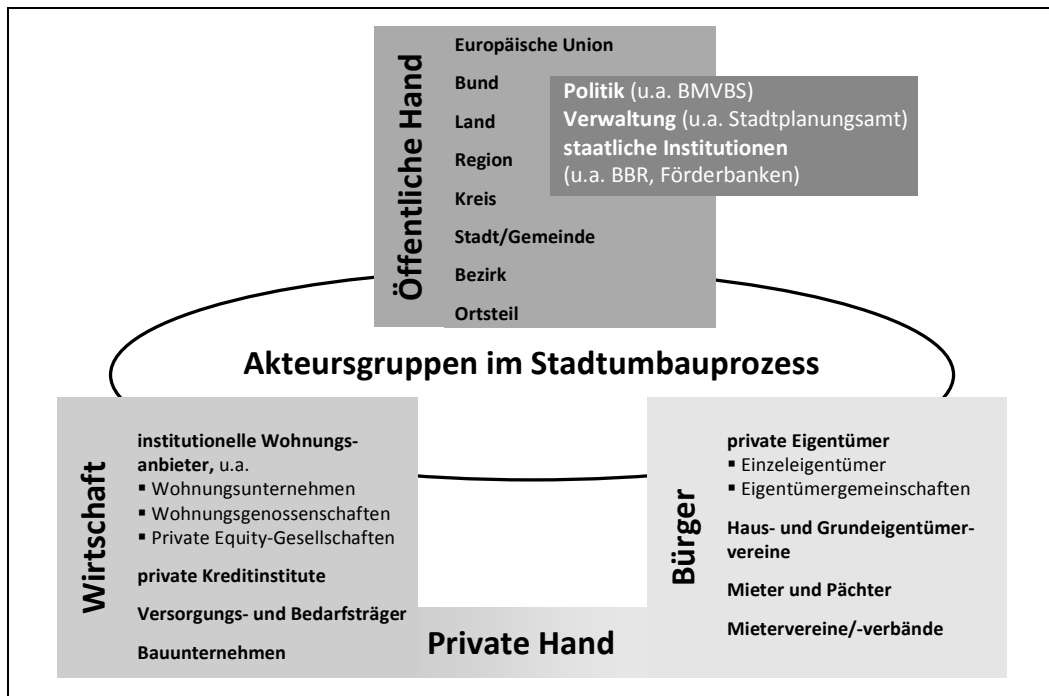 Öffentliche Hand
Europäische Union
Bund
Land
Region
Kreis
Stadt/Gemeinde
Bezirk
Ortsteil
Politik (u.a. BMVBS)
Verwaltung (u.a. Stadtplanungsamt)
staatliche Institutionen
(u.a. BBR, Förderbanken)
Akteursgruppen im Stadtumbauprozess
Wirtschaft
institutionelle Wohnungs-
anbieter, u.a.
▪ Wohnungsunternehmen
▪ Wohnungsgenossenschaften
▪ Private Equity-Gesellschaften
private Kreditinstitute
Versorgungs- und Bedarfsträger
Bauunternehmen
Private Hand
Bürger
private Eigentümer
▪ Einzeleigentümer
▪ Eigentümergemeinschaften
Haus- und Grundeigentümer-
vereine
Mieter und Pächter
Mietervereine/-verbände